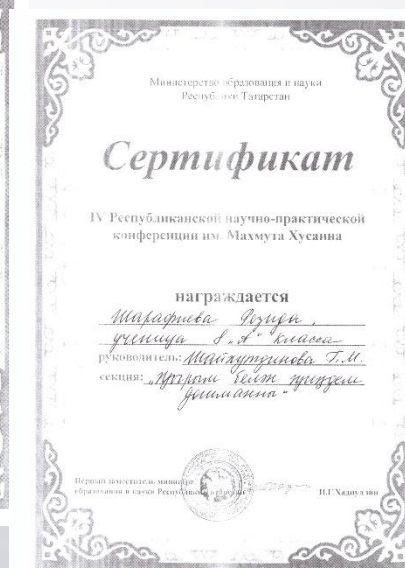 Министерство образования и науки
Республики Татарстан
Сертификат
IV Республиканской научно-практической
конференции им. Махмута Хусаина
награждается
Шарафиева
ученица 8 „А" класса
руководитель: Т.М.
секция:
Первый заместитель министра
образования и науки Республики Татарстан